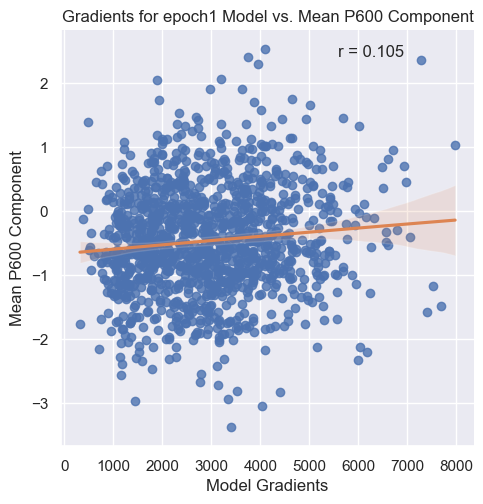 Gradients for epoch1 Model vs. Mean P600 Component
r = 0.105
2
1
0
−1
−2
−3
Mean P600 Component
0 1000 2000 3000 4000 5000 6000 7000 8000
Model Gradients